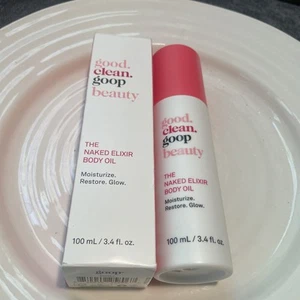 good.
clean.
goop
beauty
THE
NAKED ELIXIR
BODY OIL
Moisturize.
Restore. Glow.
100 mL / 3.4 fl. oz.
goop
good.
clean.
goop
beauty
THE
NAKED ELIXIR
BODY OIL
Moisturize.
Restore. Glow.
100 mL / 3.4 fl. oz.